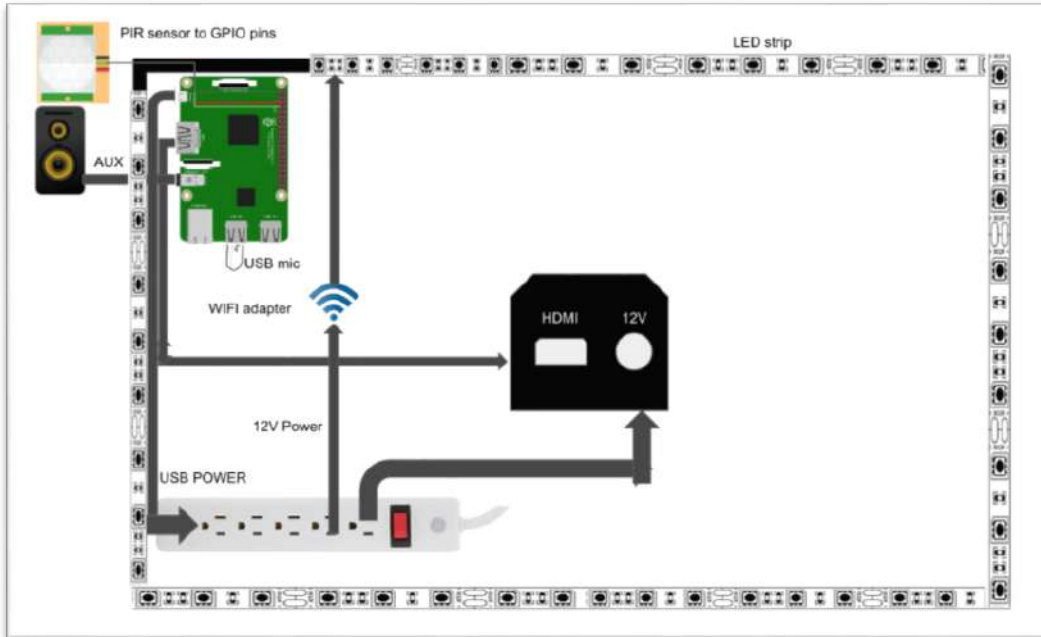 PIR sensor to GPIO pins
LED strip
AUX
USB mic
WIFI adapter
HDMI
12V
12V Power
USB POWER